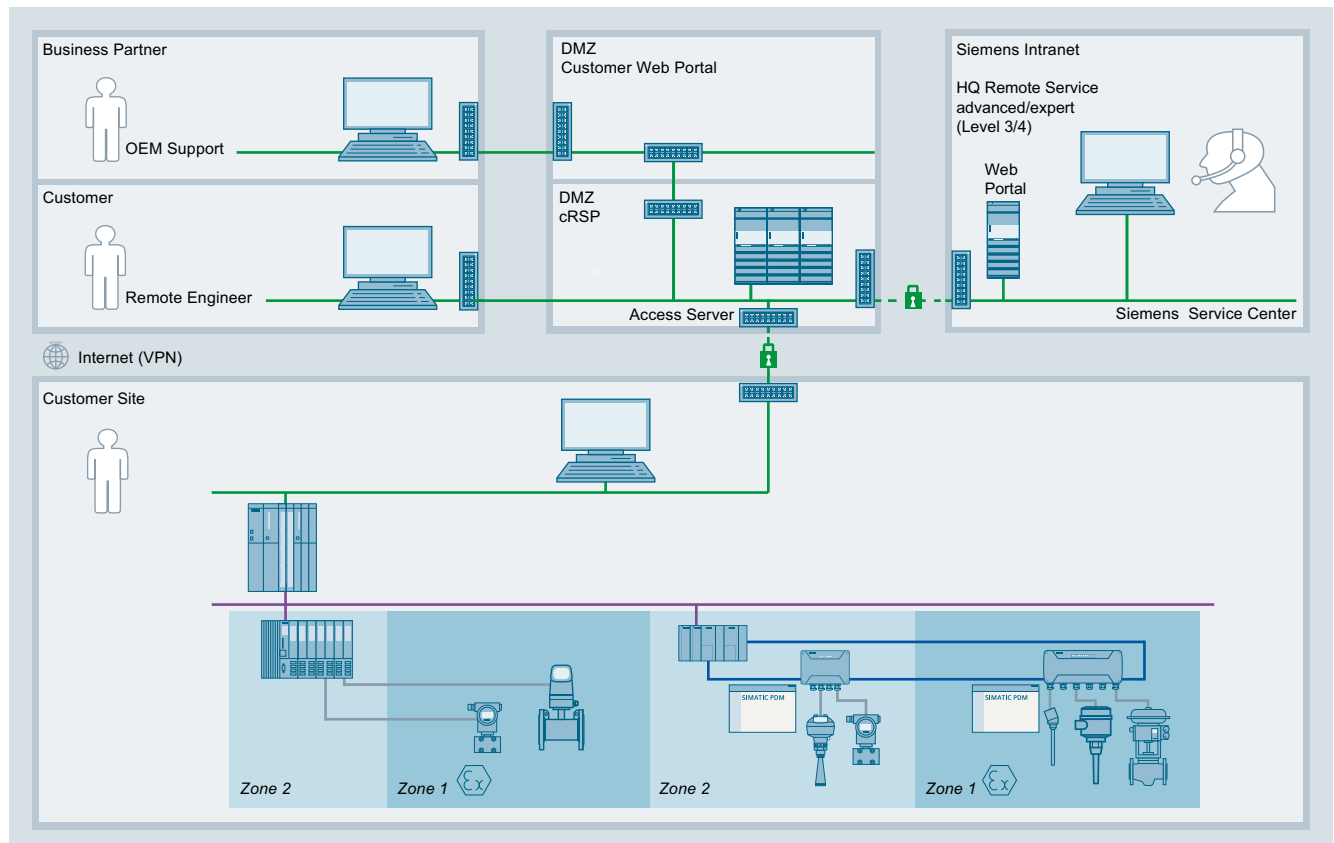 Business Partner
OEM Support
DMZ
Customer Web Portal
Siemens Intranet
HQ Remote Service
advanced/expert
(Level 3/4)
Web
Portal
Customer
Remote Engineer
DMZ
cRSP
Access Server
Siemens Service Center
Internet (VPN)
Customer Site
SIMATIC PDM
SIMATIC PDM
Zone 2
Zone 1
Ex
Zone 2
Zone 1
Ex